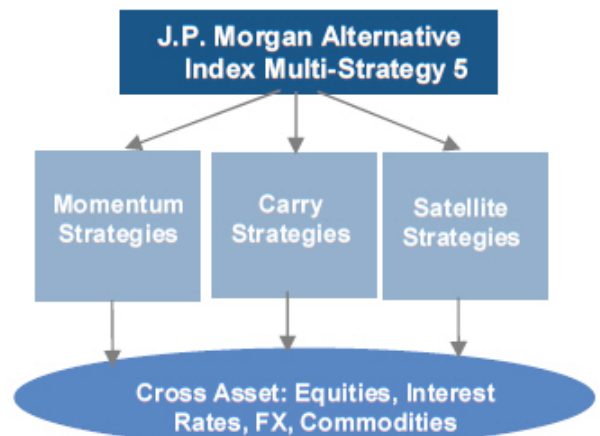 J.P. Morgan Alternative
Index Multi-Strategy 5
Momentum
Strategies
Carry
Strategies
Satellite
Strategies
Cross Asset: Equities, Interest
Rates, FX, Commodities